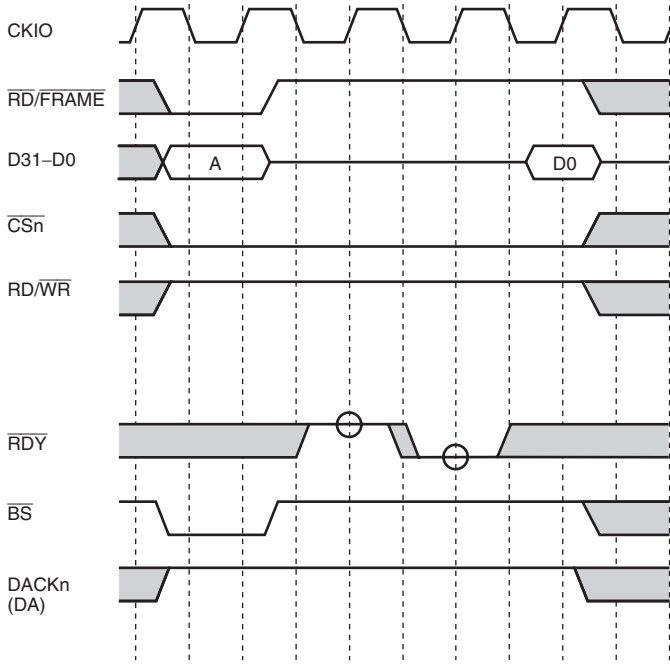 CKIO
RD/FRAME
D31–D0
A
D0
CSn
RD/WR
RDY
BS
DACKn
(DA)